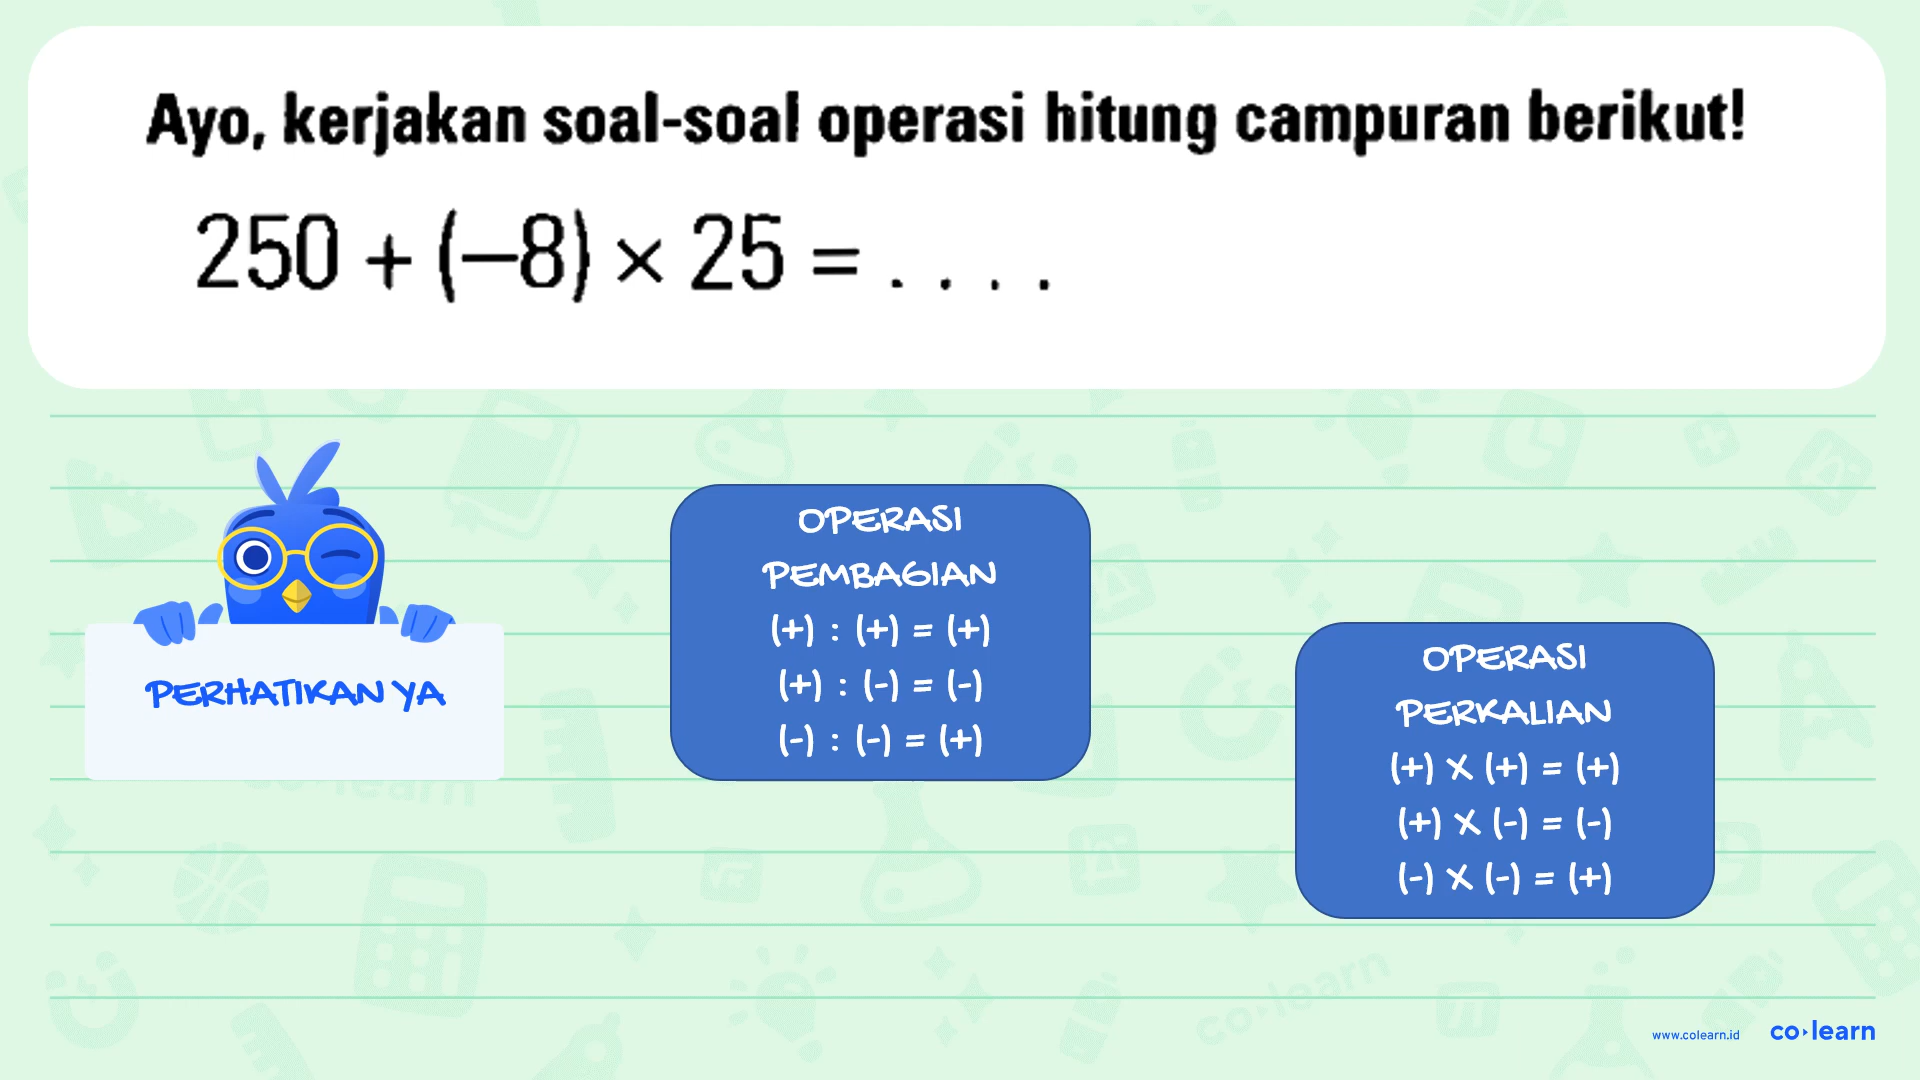 Ayo, kerjakan soal-soal operasi hitung campuran berikut!
250 + (–8) × 25 = . . . .
PERHATIKAN YA
OPERASI
PEMBAGIAN
(+) : (+) = (+)
(+) : (-) = (-)
(-) : (-) = (+)
OPERASI
PERKALIAN
(+) X (+) = (+)
(+) X (-) = (-)
(-) X (-) = (+)
www.colearn.id
co›learn